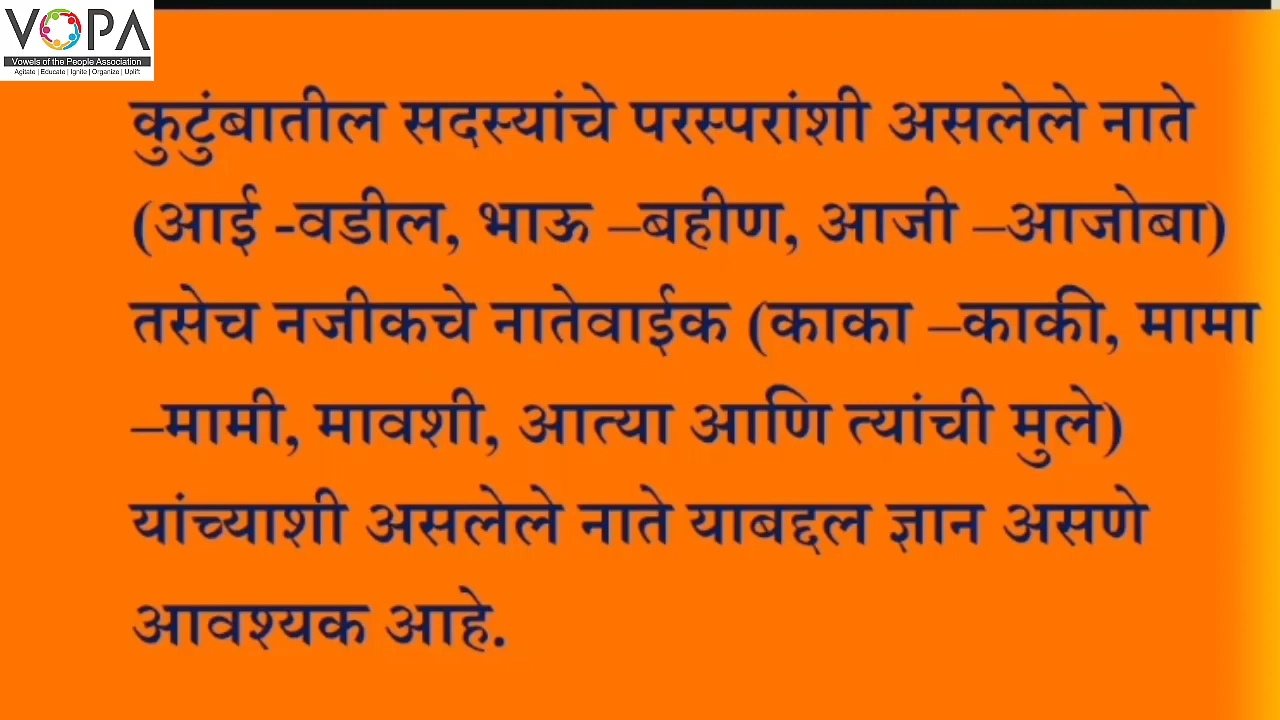 VOPA
Vowels of the People Association
Agitate | Educate | Ignite | Organize | Uplift
कुटुंबातील सदस्यांचे परस्परांशी असलेले नाते
(आई -वडील, भाऊ –बहीण, आजी –आजोबा)
तसेच नजीकचे नातेवाईक (काका –काकी, मामा
–मामी, मावशी, आत्या आणि त्यांची मुले)
यांच्याशी असलेले नाते याबद्दल ज्ञान असणे
आवश्यक आहे.